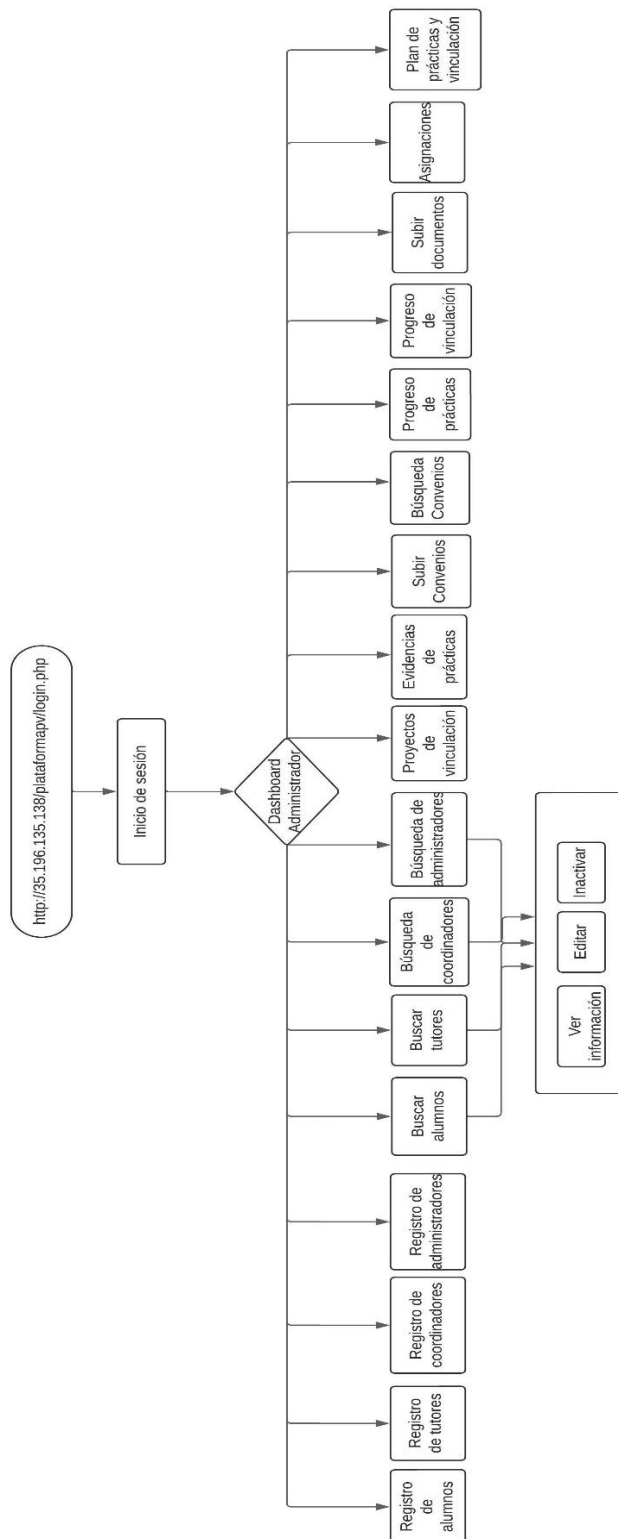 http://35.196.135.138/plataformapv/login.php
Inicio de sesión
Dashboard
Administrador
Registro
de
alumnos
Registro
de tutores
Registro de
coordinadores
Registro de
administradores
Buscar
alumnos
Buscar
tutores
Búsqueda
de
coordinadores
Búsqueda de
administradores
Proyectos
de
vinculación
Evidencias
de
prácticas
Subir
Convenios
Búsqueda
Convenios
Progreso
de
prácticas
Progreso
de
vinculación
Subir
documentos
Asignaciones
Plan de
prácticas y
vinculación
Ver
información
Editar
Inactivar